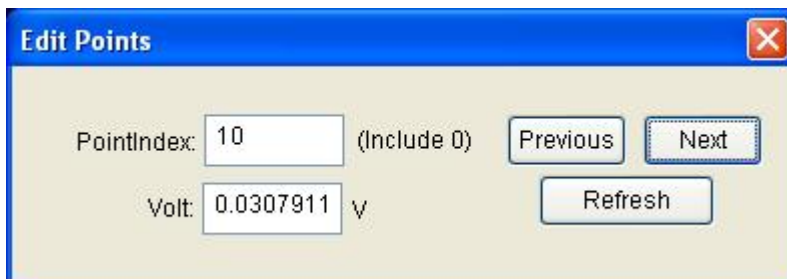 Edit Points
PointIndex: 10 (Include 0) Previous Next
Volt: 0.0307911 V Refresh